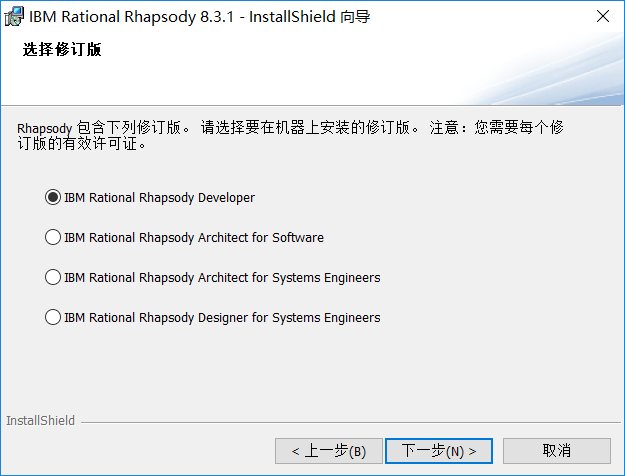 IBM Rational Rhapsody 8.3.1 - InstallShield 向导
选择修订版
Rhapsody 包含下列修订版。 请选择要在机器上安装的修订版。 注意：您需要每个修
订版的有效许可证。
IBM Rational Rhapsody Developer
IBM Rational Rhapsody Architect for Software
IBM Rational Rhapsody Architect for Systems Engineers
IBM Rational Rhapsody Designer for Systems Engineers
InstallShield
< 上一步(B) 下一步(N) > 取消